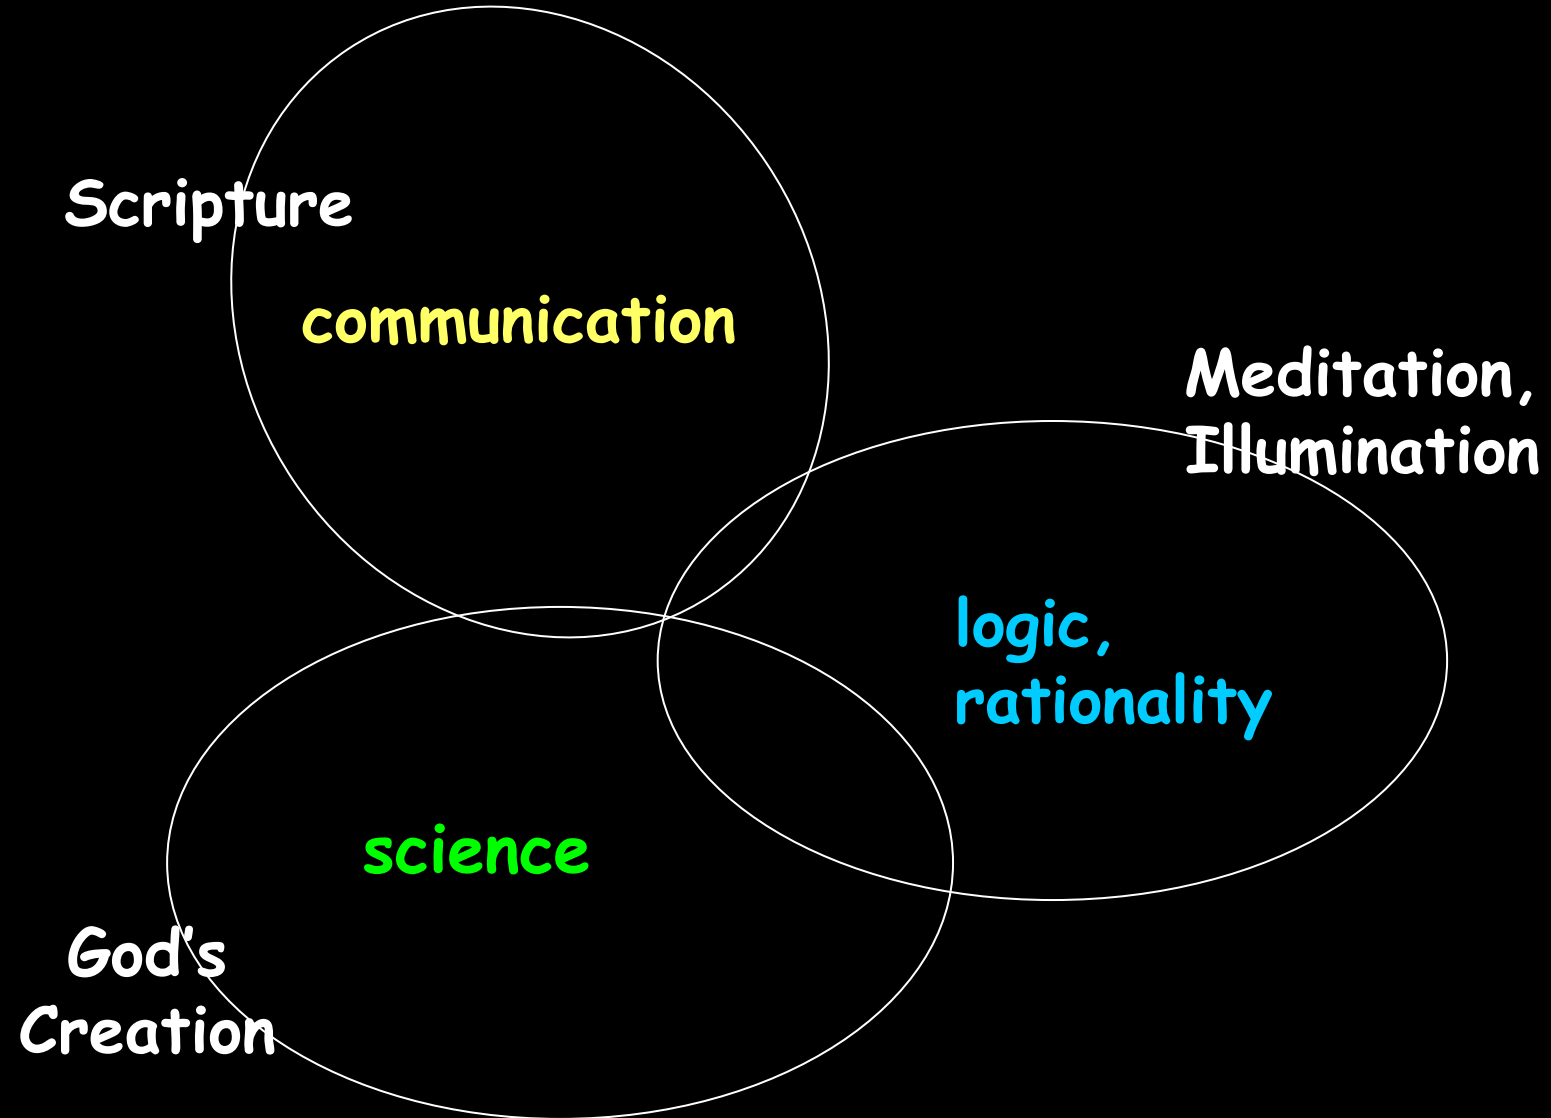 Scripture
communication
Meditation,
Illumination
logic,
rationality
science
God's
Creation